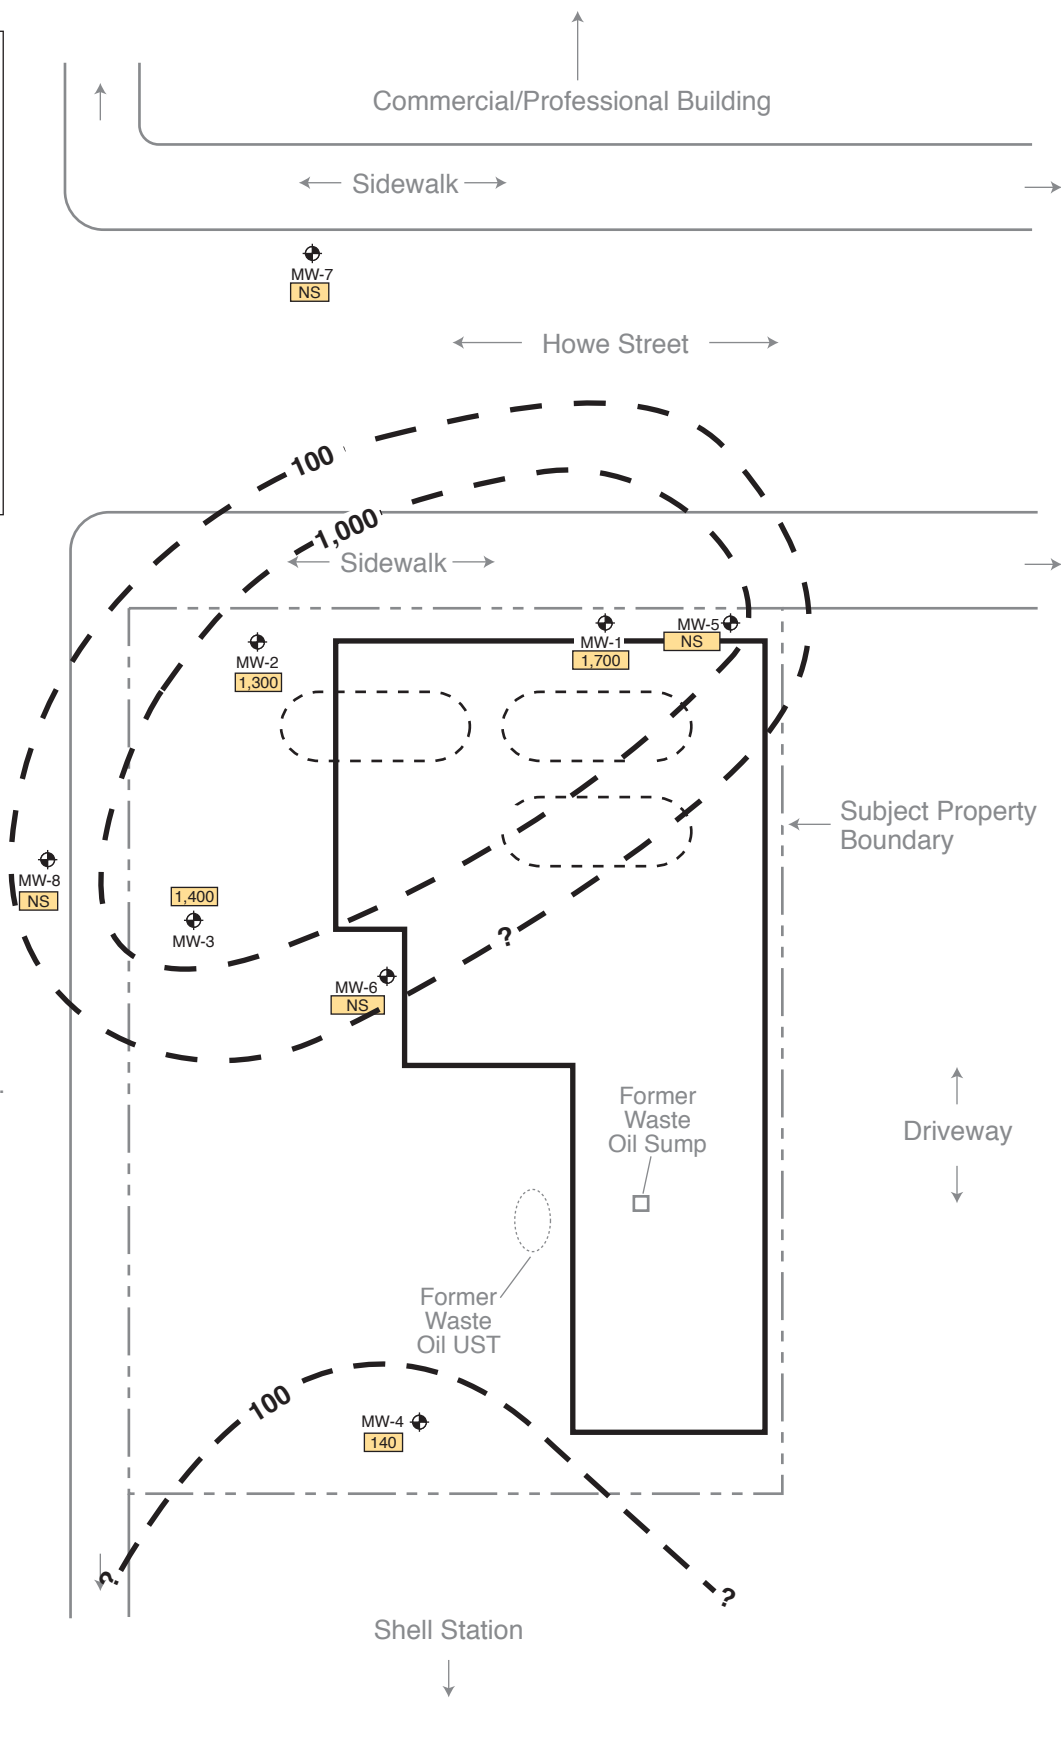 Commercial/Professional Building
Sidewalk
MW-7
NS
Howe Street
100
1,000
Sidewalk
MW-5
NS
MW-1
1,700
MW-2
1,300
Subject Property
Boundary
MW-8
NS
1,400
MW-3
?
MW-6
NS
Former
Waste
Oil Sump
Driveway
Former
Waste
Oil UST
100
MW-4
140
?
?
Shell Station